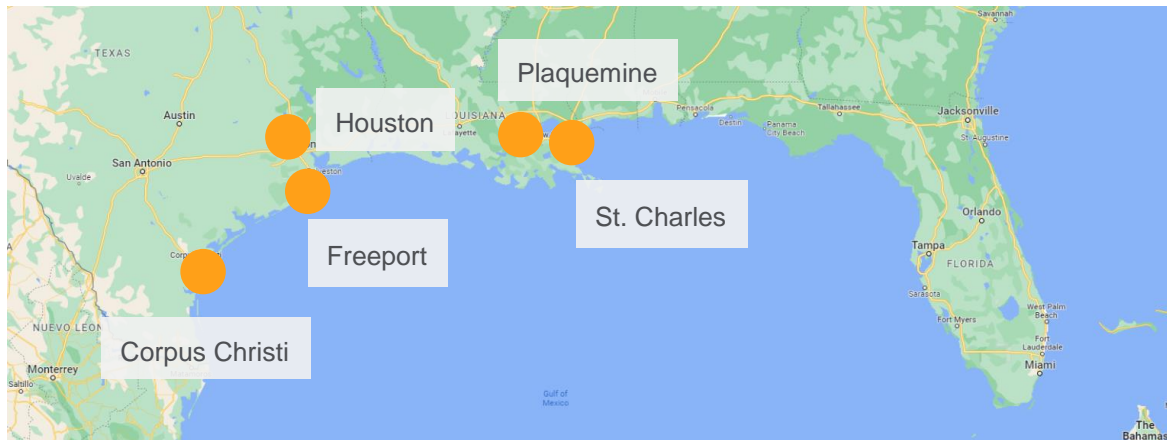 Savannah
TEXAS
Plaquemine
Austin
Houston
LOUISIANA
Pensacola
Tallahassee
Jacksonville
Destin
Panama
City Beach
St. Augustine
San Antonio
Uvalde
St. Charles
Orlando
Freeport
Tampa
FLORIDA
Sarasota
West Palm
Beach
Fort Myers
NUEVO LEON
Fort
Lauderdale
Corpus Christi
Monterrey
Miami
Saltillo
Gulf of
Mexico
The
Bahamas